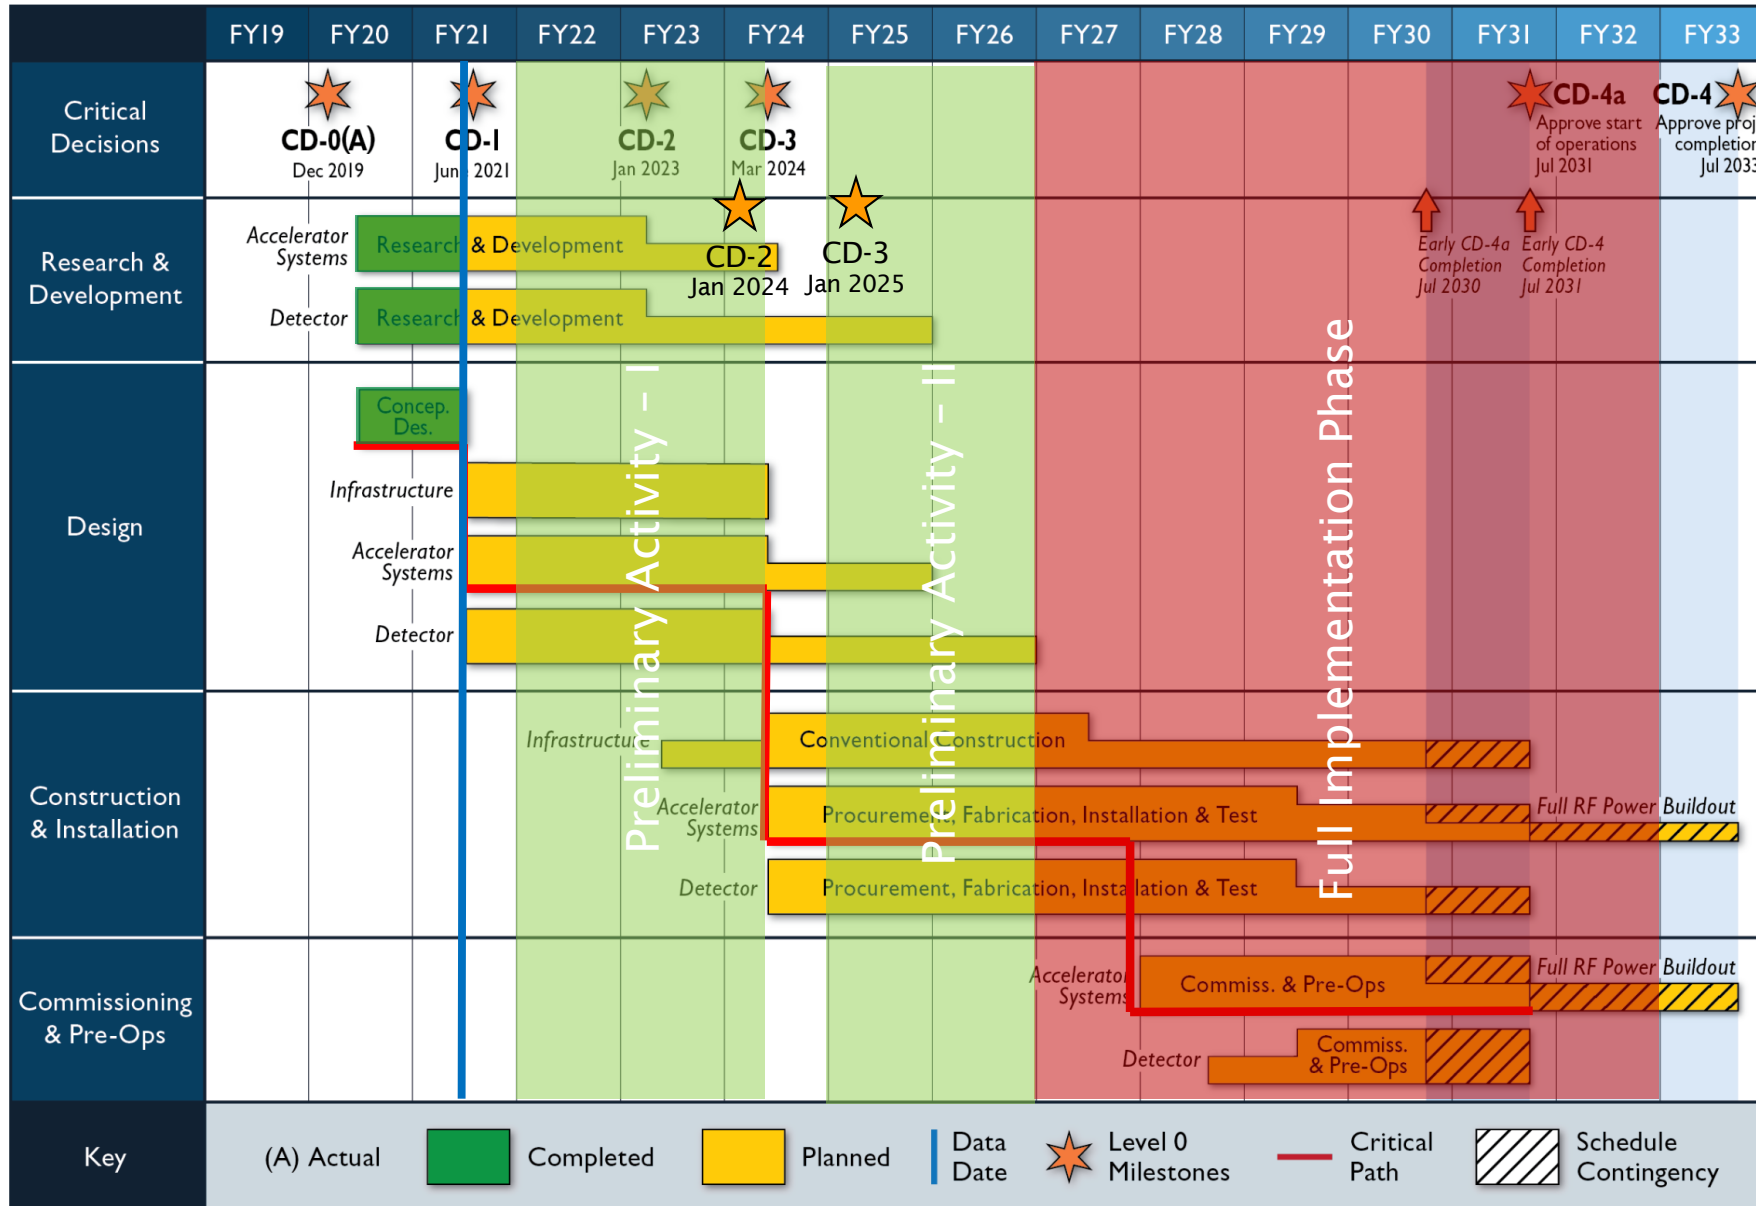 FY19 FY20 FY21 FY22 FY23 FY24 FY25 FY26 FY27 FY28 FY29 FY30 FY31 FY32 FY33
Critical
Decisions
CD-0(A)
Dec 2019
CD-1
June 2021
CD-2
Jan 2023
CD-3
Mar 2024
CD-4a
Approve start
of operations
Jul 2031
CD-4
Approve proj
completion
Jul 2033
Research &
Development
Accelerator
Systems
Research & Development
Detector
Research & Development
CD-2
Jan 2024
CD-3
Jan 2025
Early CD-4a
Completion
Jul 2030
Early CD-4
Completion
Jul 2031
Design
Concep.
Des.
Infrastructure
Accelerator
Systems
Detector
Preliminary Activity – I
Preliminary Activity – II
Full Implementation Phase
Construction
& Installation
Infrastructure
Conventional Construction
Accelerator
Systems
Procurement, Fabrication, Installation & Test
Full RF Power Buildout
Detector
Procurement, Fabrication, Installation & Test
Commissioning
& Pre-Ops
Accelerator
Systems
Commiss. & Pre-Ops
Full RF Power Buildout
Detector
Commiss.
& Pre-Ops
Key
(A) Actual
Completed
Planned
Data
Date
Level 0
Milestones
Critical
Path
Schedule
Contingency